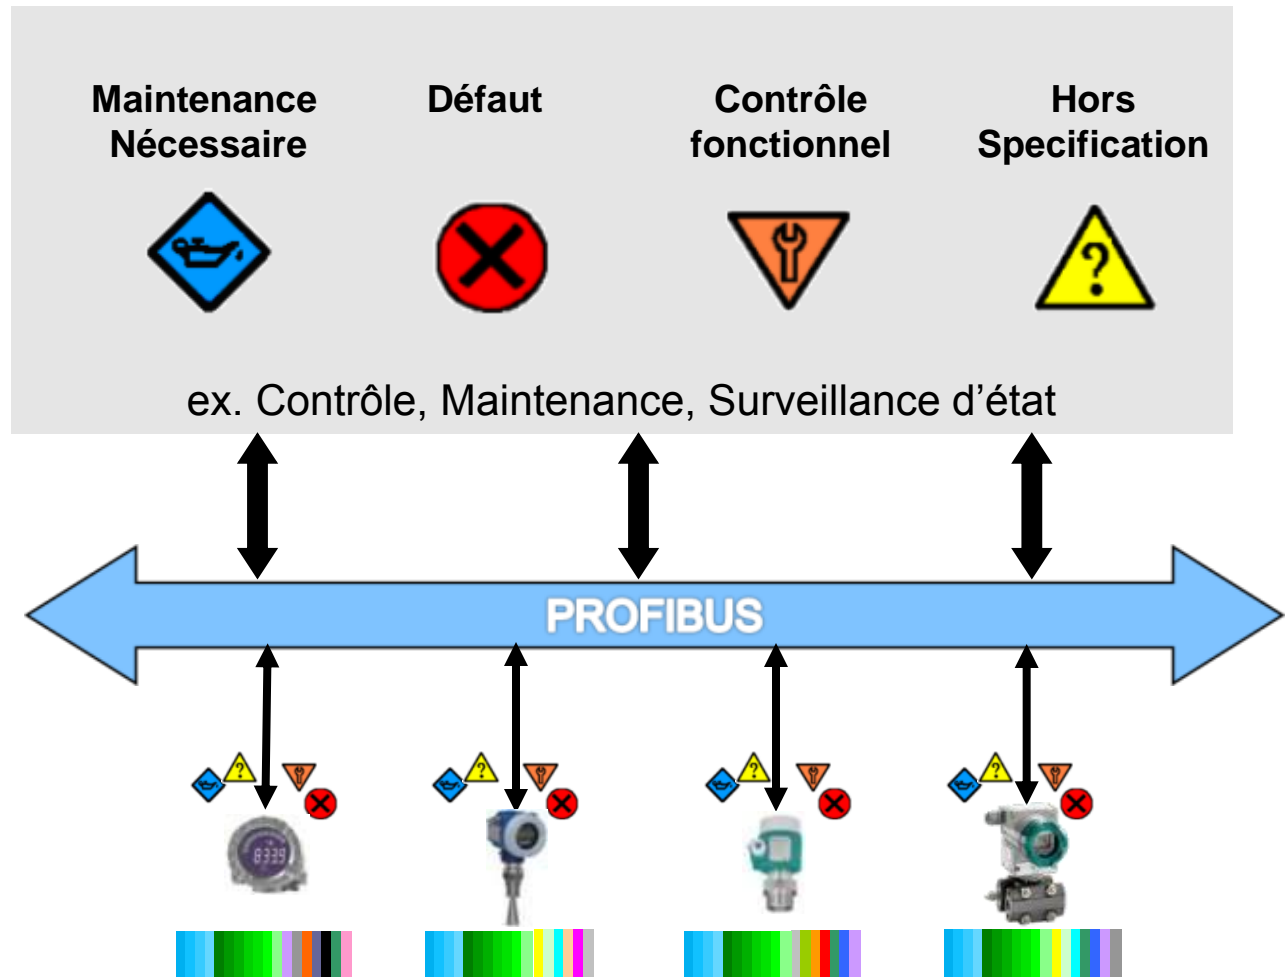 Maintenance
Nécessaire
Défaut
Contrôle
fonctionnel
Hors
Specification
?
ex. Contrôle, Maintenance, Surveillance d’état
PROFIBUS
? ? ? ?